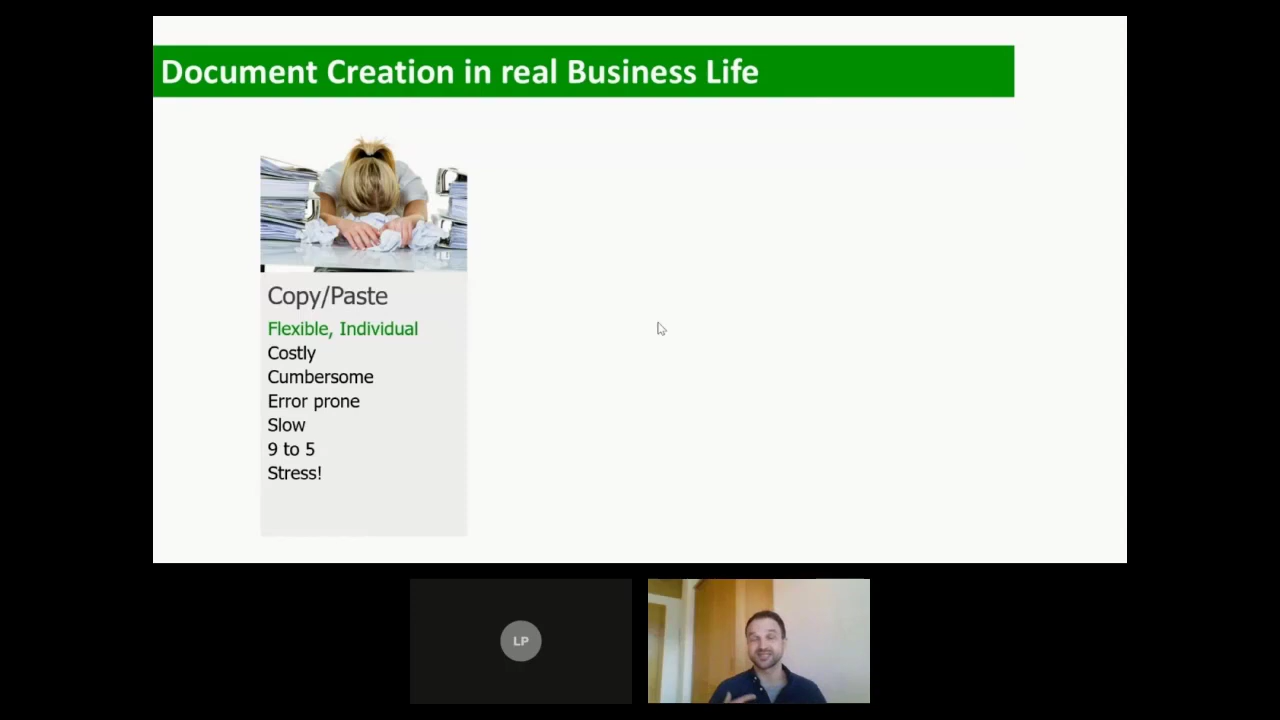 Document Creation in real Business Life
Copy/Paste
Flexible, Individual
Costly
Cumbersome
Error prone
Slow
9 to 5
Stress!
LP